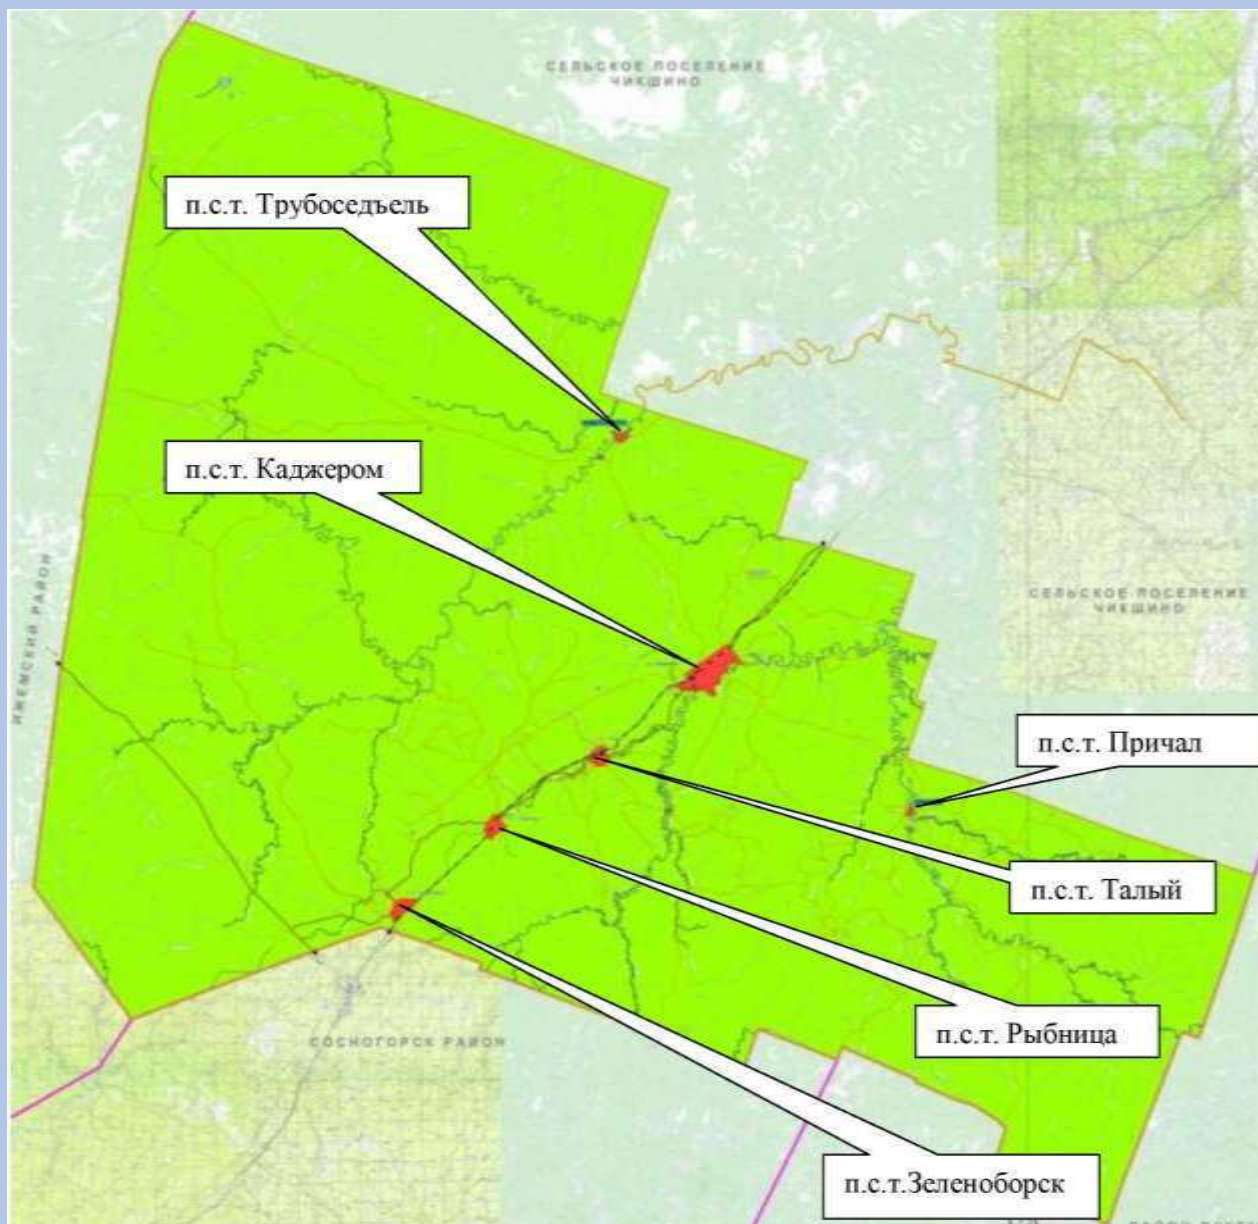 СЕЛЬСКОЕ ПОСЕЛЕНИЕ
ЧИКШИНО
п.с.т. Трубоседъель
п.с.т. Каджером
ИЖЕМСКИЙ РАЙОН
СЕЛЬСКОЕ ПОСЕЛЕНИЕ
ЧИКШИНО
п.с.т. Причал
п.с.т. Талый
п.с.т. Рыбница
СОСНОГОРСК РАЙОН
п.с.т.Зеленоборск